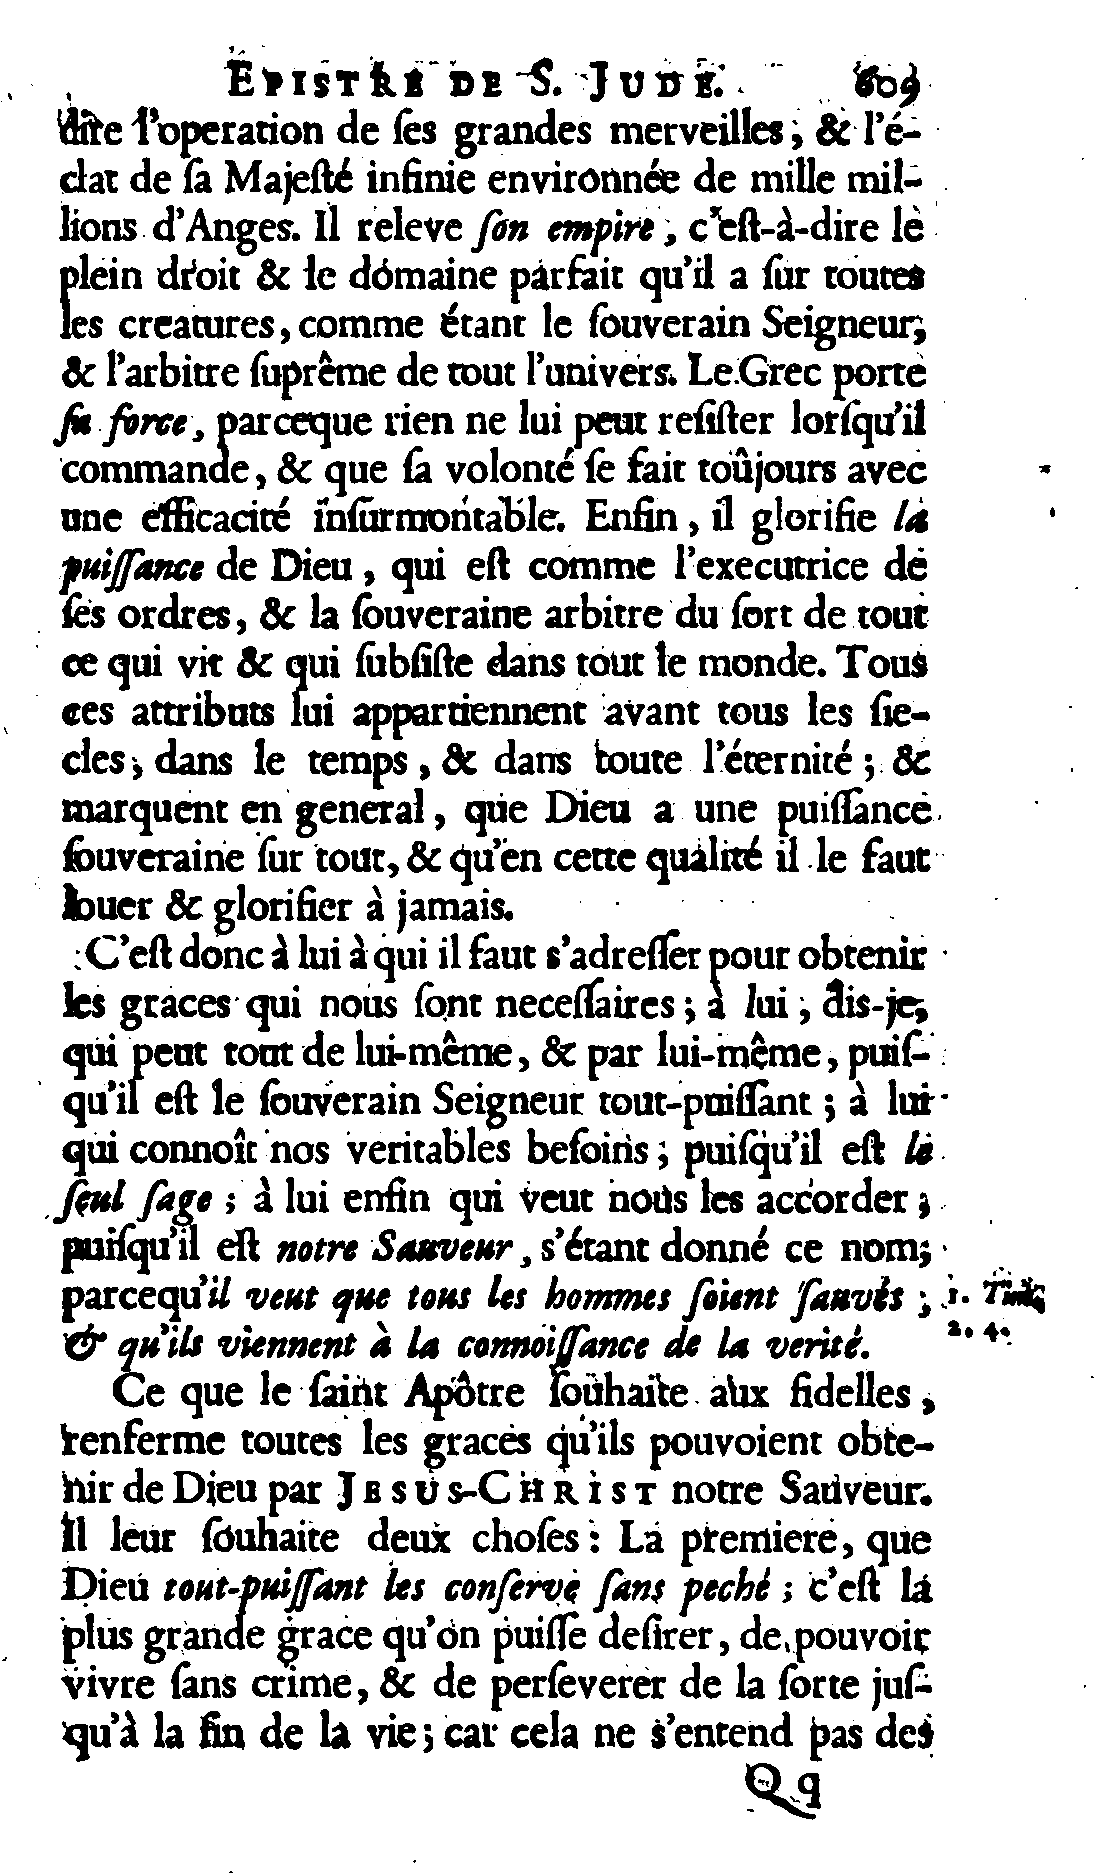 EPISTRE DE S. JUDE. 609
dite l'operation de ſes grandes merveilles, & l'é-
clat de ſa Majeſté infinie environnée de mille mil-
lions d'Anges. Il releve ſon empire, c'eſt-à-dire le
plein droit & le domaine parfait qu'il a ſur toutes
les creatures, comme étant le ſouverain Seigneur,
& l'arbitre ſuprême de tout l'univers. Le Grec porte
ſa force, parceque rien ne lui peut reſiſter lorſqu'il
commande, & que ſa volonté ſe fait toûjours avec
une efficacité inſurmontable. Enfin, il glorifie la
puiſſance de Dieu, qui eſt comme l'executrice de
ſes ordres, & la ſouveraine arbitre du ſort de tout
ce qui vit & qui ſubſiſte dans tout le monde. Tous
ces attributs lui appartiennent avant tous les ſie-
cles, dans le temps, & dans toute l'éternité; &
marquent en general, que Dieu a une puiſſance
ſouveraine ſur tout, & qu'en cette qualité il le faut
louer & glorifier à jamais.
C'eſt donc à lui à qui il faut s'adreſſer pour obtenir
les graces qui nous ſont neceſſaires; à lui, dis-je,
qui peut tout de lui-même, & par lui-même, puiſ-
qu'il eſt le ſouverain Seigneur tout-puiſſant; à lui
qui connoît nos veritables beſoins; puiſqu'il eſt le
ſeul ſage; à lui enfin qui veut nous les accorder;
puiſqu'il eſt notre Sauveur, s'étant donné ce nom;
parcequ'il veut que tous les hommes ſoient ſauvés; 1. Tim.
& qu'ils viennent à la connoiſſance de la verité. 2. 4.
Ce que le ſaint Apôtre ſouhaite aux fidelles,
renferme toutes les graces qu'ils pouvoient obte-
nir de Dieu par JESUS-CHRIST notre Sauveur.
Il leur ſouhaite deux choſes: La premiere, que
Dieu tout-puiſſant les conſerve ſans peché; c'eſt la
plus grande grace qu'on puiſſe deſirer, de pouvoir
vivre ſans crime, & de perſeverer de la ſorte juſ-
qu'à la fin de la vie; car cela ne s'entend pas des
Qq